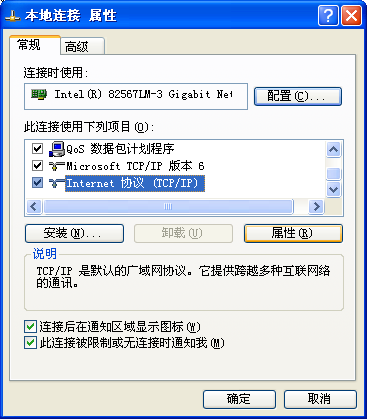 本地连接 属性
常规
高级
连接时使用:
Intel(R) 82567LM-3 Gigabit Net
配置(C)...
此连接使用下列项目(O):
QoS 数据包计划程序
Microsoft TCP/IP 版本 6
Internet 协议 (TCP/IP)
安装(N)...
卸载(U)
属性(R)
说明
TCP/IP 是默认的广域网协议。它提供跨越多种互联网络
的通讯。
连接后在通知区域显示图标(W)
此连接被限制或无连接时通知我(M)
确定
取消